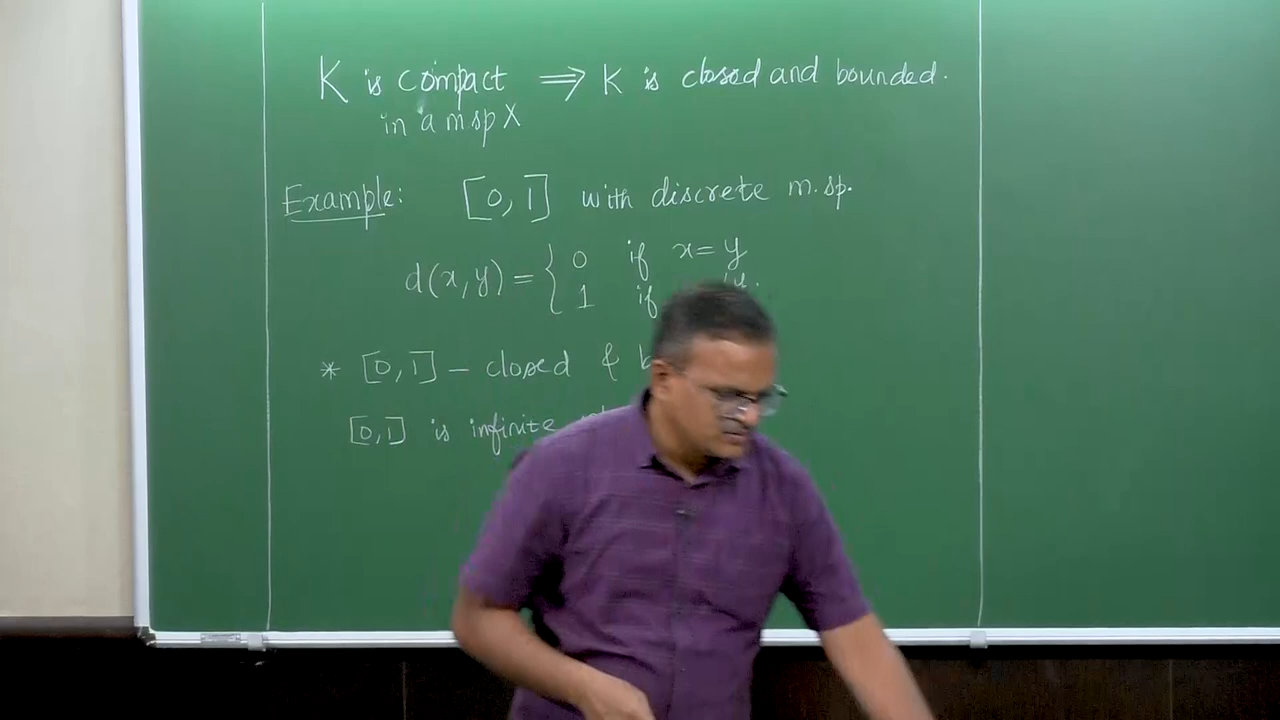 K is compact ⟹ K is closed and bounded.
in a m sp X
Example: [0, 1] with discrete m. sp.
d(x, y) = { 0 if x = y
1 if
* [0, 1] – closed &
[0, 1] is infinite